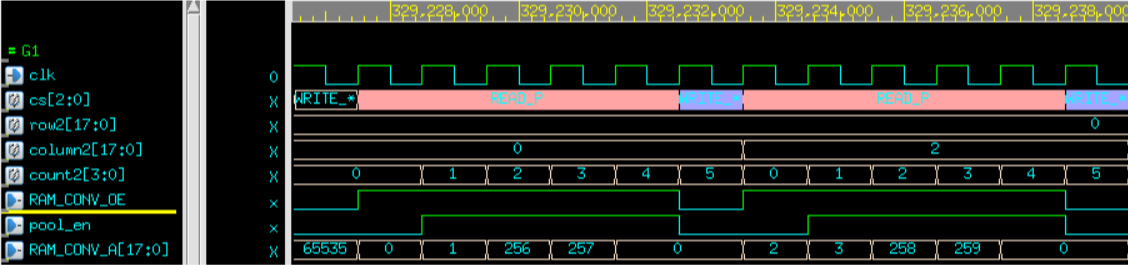 329,228,000 329,230,000 329,232,000 329,234,000 329,236,000 329,238,000
= G1
clk 0
cs[2:0] X WRITE_* READ_P WRITE_* READ_P WRITE_*
row2[17:0] X 0
column2[17:0] X 0 2
count2[3:0] X 0 1 2 3 4 5 0 1 2 3 4 5
RAM_CONV_OE x
pool_en x
RAM_CONV_A[17:0] X 65535 0 1 256 257 0 2 3 258 259 0